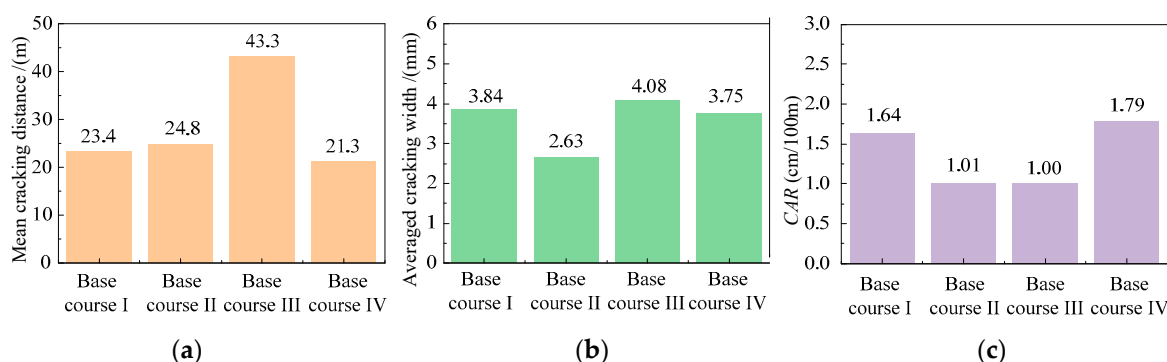 Mean cracking distance /(m)
50
40
30
20
10
0
23.4
24.8
43.3
21.3
Base
course I
Base
course II
Base
course III
Base
course IV
(a)
Averaged cracking width /(mm)
6
5
4
3
2
1
0
3.84
2.63
4.08
3.75
Base
course I
Base
course II
Base
course III
Base
course IV
(b)
CAR (cm/100m)
3.0
2.5
2.0
1.5
1.0
0.5
0.0
1.64
1.01
1.00
1.79
Base
course I
Base
course II
Base
course III
Base
course IV
(c)